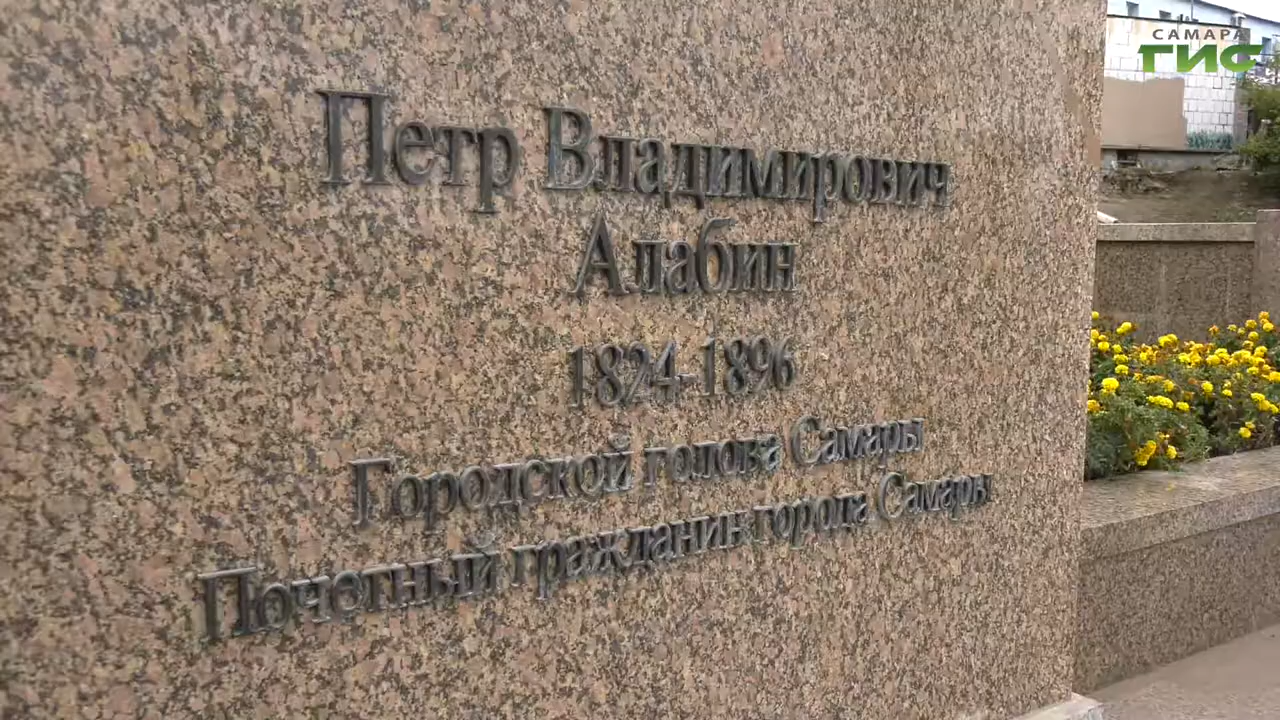 САМАРА
ГИС
Петр Владимирович
Алабин
1824-1896
Городской голова Самары
Почетный гражданин города Самары